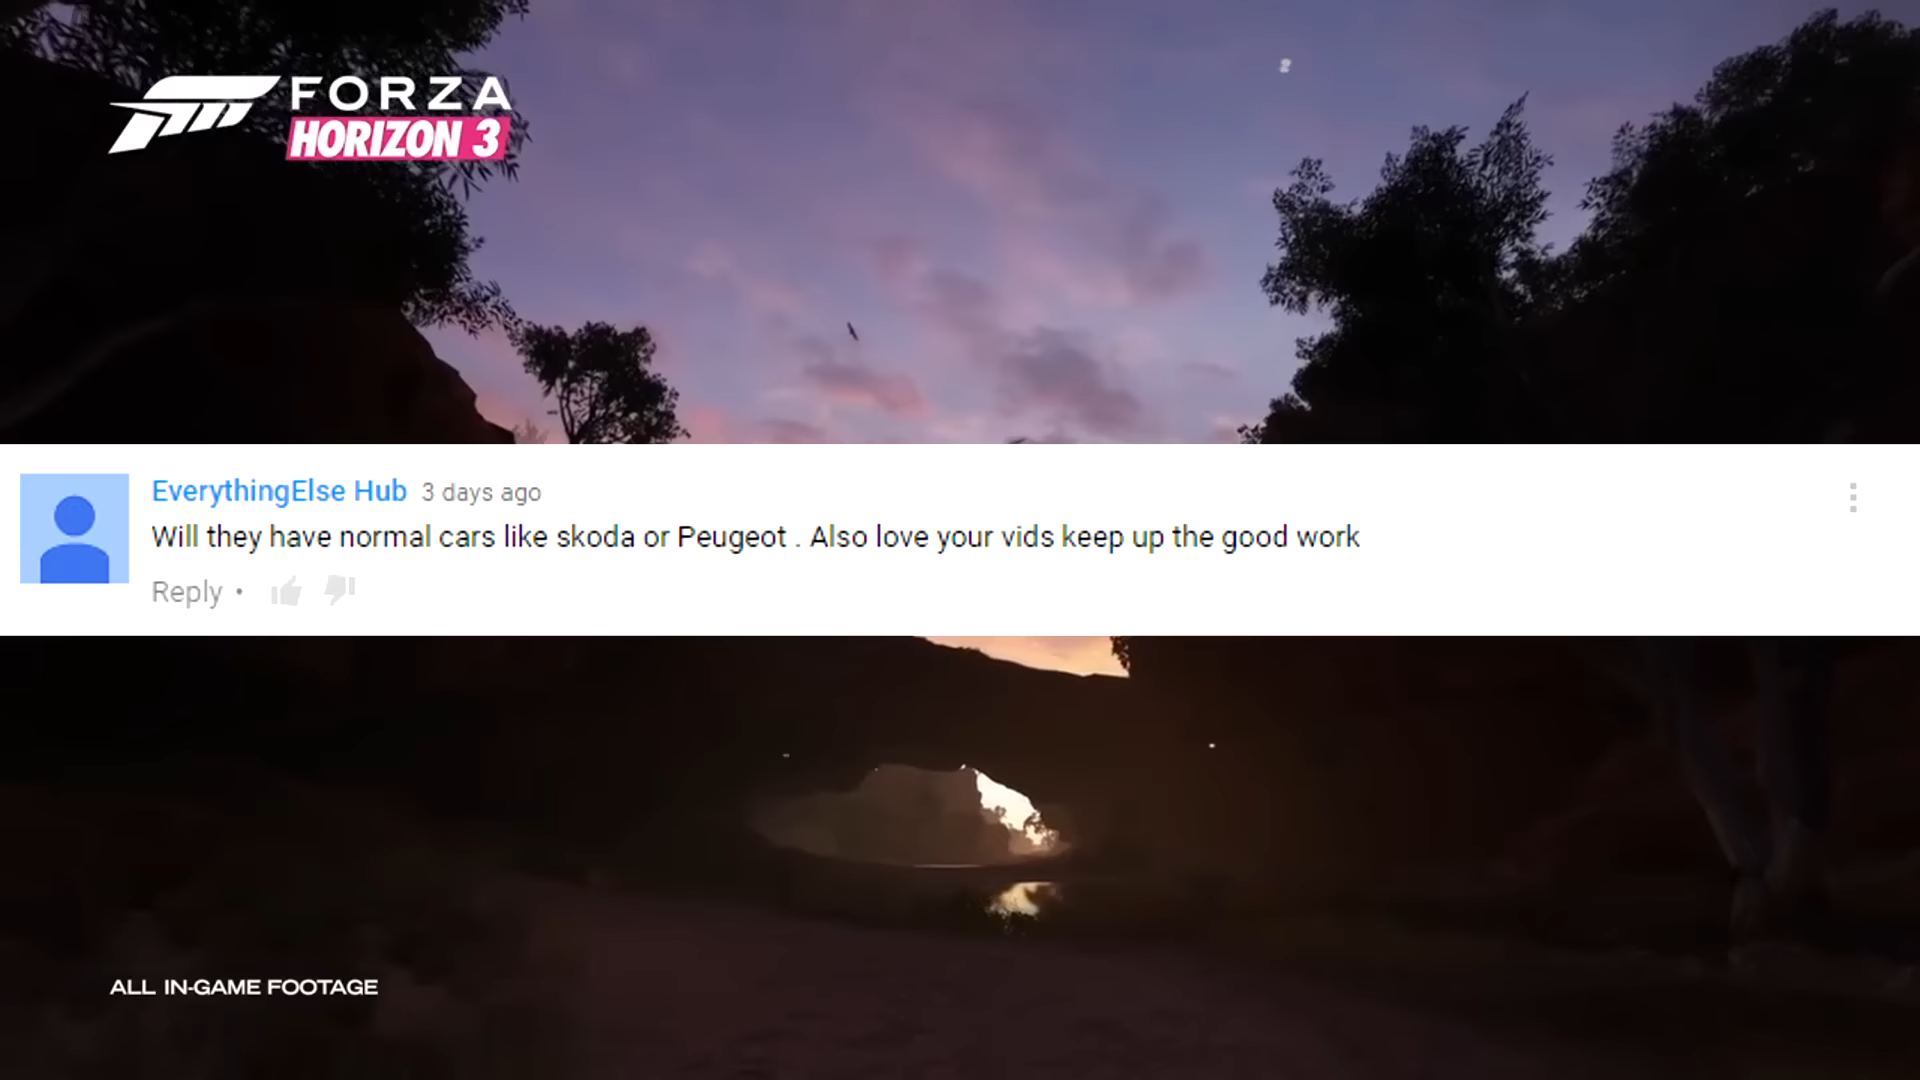 FORZA
HORIZON 3
EverythingElse Hub 3 days ago
Will they have normal cars like skoda or Peugeot . Also love your vids keep up the good work
Reply •
ALL IN-GAME FOOTAGE